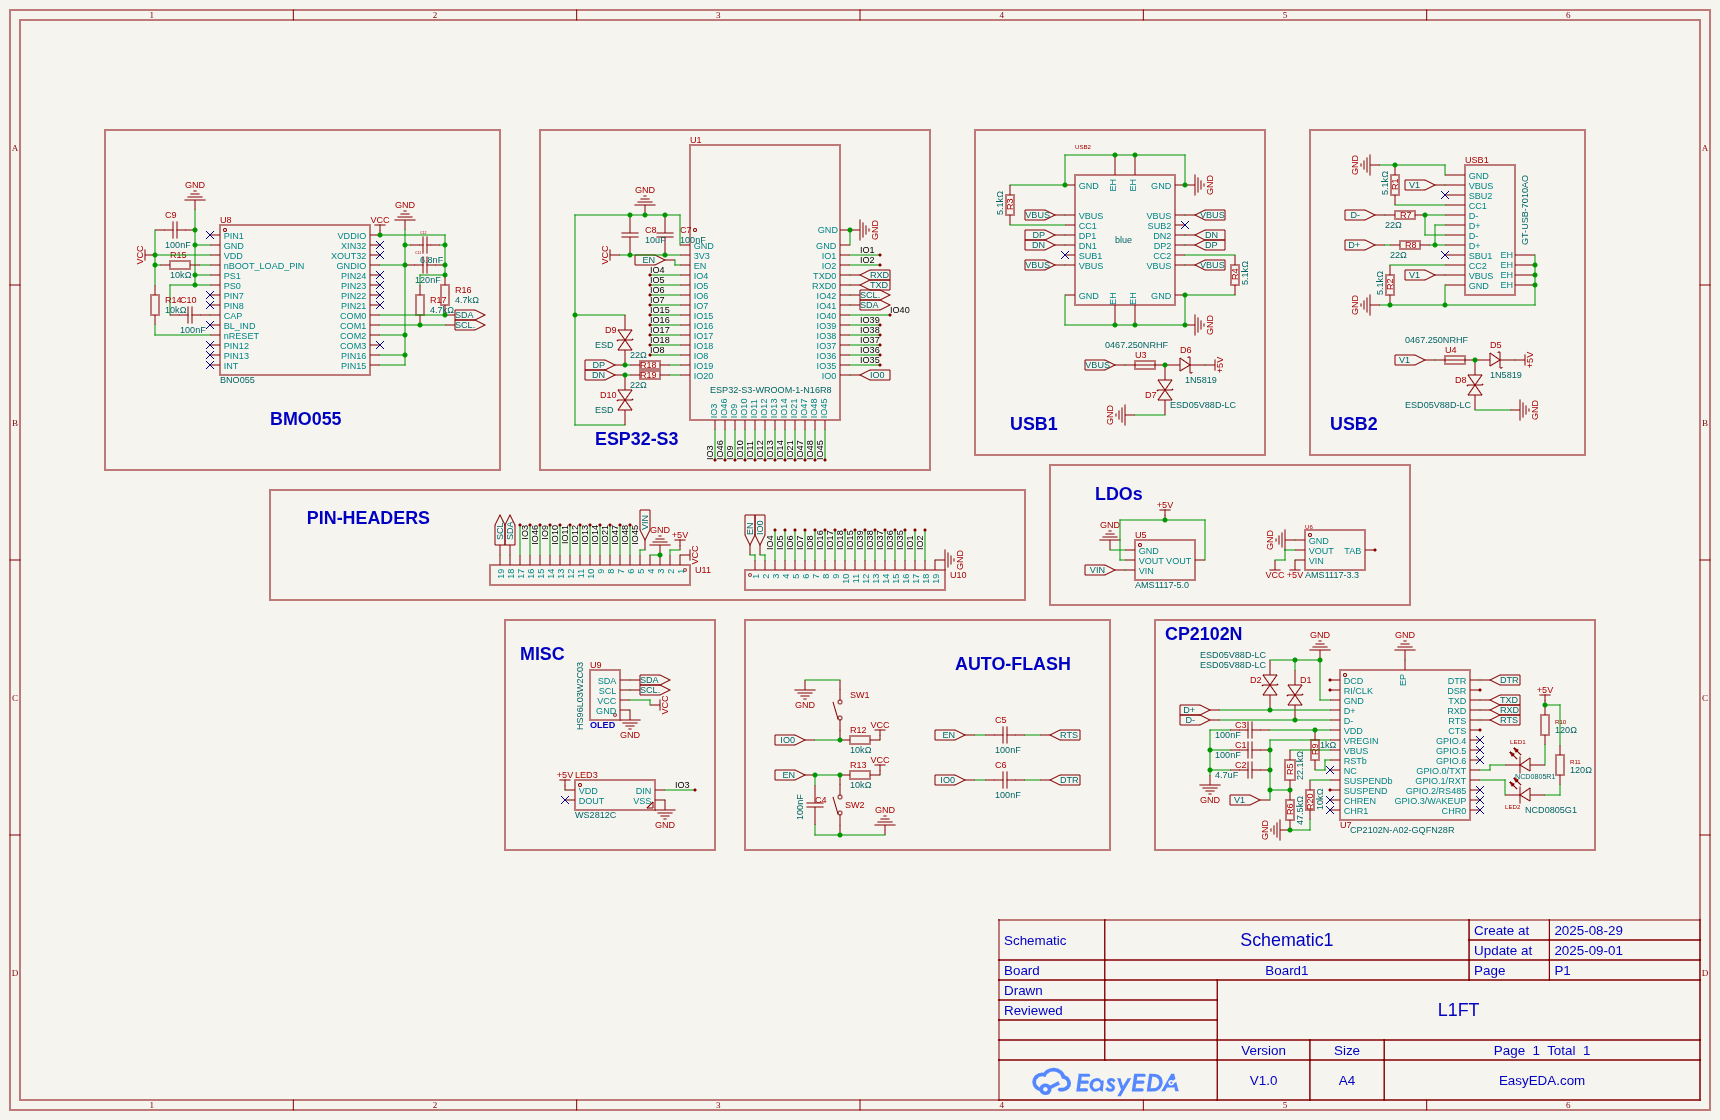 1 2 3 4 5 6
A A
B B
C C
D D
BMO055
GND
C9
100nF
VCC
R15
10kΩ
R14
10kΩ
C10
100nF
U8
PIN1
GND
VDD
nBOOT_LOAD_PIN
PS1
PS0
PIN7
PIN8
CAP
BL_IND
nRESET
PIN12
PIN13
INT
VDDIO
XIN32
XOUT32
GNDIO
PIN24
PIN23
PIN22
PIN21
COM0
COM1
COM2
COM3
PIN16
PIN15
BNO055
VCC
GND
6.8nF
120nF
R16
4.7kΩ
R17
4.7kΩ
SDA
SCL.
ESP32-S3
U1
GND
C8
100nF
C7
100nF
VCC
EN
IO4
IO5
IO6
IO7
IO15
IO16
IO17
IO18
IO8
D9
ESD
22Ω
DP
R18
DN
R19
22Ω
D10
ESD
GND
3V3
EN
IO4
IO5
IO6
IO7
IO15
IO16
IO17
IO18
IO8
IO19
IO20
GND
GND
IO1
IO2
TXD0
RXD0
IO42
IO41
IO40
IO39
IO38
IO37
IO36
IO35
IO0
GND
IO1
IO2
RXD
TXD
SCL.
SDA
IO40
IO39
IO38
IO37
IO36
IO35
IO0
ESP32-S3-WROOM-1-N16R8
IO3 IO46 IO9 IO10 IO11 IO12 IO13 IO14 IO21 IO47 IO48 IO45
IO3 IO46 IO9 IO10 IO11 IO12 IO13 IO14 IO21 IO47 IO48 IO45
USB1
USB2
5.1kΩ
R3
VBUS
DP
DN
VBUS
GND
VBUS
CC1
DP1
DN1
SUB1
VBUS
GND
EH EH
blue
EH EH
GND
VBUS
SUB2
DN2
DP2
CC2
VBUS
GND
GND
VBUS
DN
DP
VBUS
R4
5.1kΩ
GND
0467.250NRHF
VBUS
U3
D6
1N5819
+5V
D7
ESD05V88D-LC
GND
USB2
USB1
GND
5.1kΩ
R1
V1
D-
R7
22Ω
D+
R8
22Ω
V1
5.1kΩ
R2
GND
GND
VBUS
SBU2
CC1
D-
D+
D-
D+
SBU1
CC2
VBUS
GND
EH
EH
EH
EH
GT-USB-7010AO
0467.250NRHF
V1
U4
D5
1N5819
+5V
D8
ESD05V88D-LC
GND
PIN-HEADERS
SCL. SDA IO3 IO46 IO9 IO10 IO11 IO12 IO13 IO14 IO21 IO47 IO48 IO45 VIN GND +5V VCC
19 18 17 16 15 14 13 12 11 10 9 8 7 6 5 4 3 2 1
U11
EN IO0 IO4 IO5 IO6 IO7 IO8 IO16 IO17 IO18 IO15 IO39 IO38 IO37 IO36 IO35 IO1 IO2 GND
1 2 3 4 5 6 7 8 9 10 11 12 13 14 15 16 17 18 19
U10
LDOs
+5V
GND
U5
GND
VOUT VOUT
VIN
VIN
AMS1117-5.0
GND
U6
GND
VOUT TAB
VIN
VCC +5V AMS1117-3.3
MISC
HS96L03W2C03
U9
SDA
SCL
VCC
GND
OLED
SDA
SCL.
VCC
GND
+5V LED3
VDD DIN
DOUT VSS
WS2812C
IO3
GND
AUTO-FLASH
GND
SW1
IO0
R12
10kΩ
VCC
EN
R13
10kΩ
VCC
C4
100nF
SW2
GND
EN
C5
100nF
RTS
IO0
C6
100nF
DTR
CP2102N
ESD05V88D-LC
ESD05V88D-LC
GND GND
D2 D1
D+
D-
C3
100nF
C1
100nF
C2
4.7uF
GND
V1
R9
1kΩ
R5
22.1kΩ
R6
47.5kΩ
R20
10kΩ
GND
EP
DCD
RI/CLK
GND
D+
D-
VDD
VREGIN
VBUS
RSTb
NC
SUSPENDb
SUSPEND
CHREN
CHR1
DTR
DSR
TXD
RXD
RTS
CTS
GPIO.4
GPIO.5
GPIO.6
GPIO.0/TXT
GPIO.1/RXT
GPIO.2/RS485
GPIO.3/WAKEUP
CHR0
U7
CP2102N-A02-GQFN28R
DTR
TXD
RXD
RTS
+5V
R10
120Ω
LED1
NCD0805R1
R11
120Ω
LED2
NCD0805G1
Schematic Schematic1 Create at 2025-08-29
Update at 2025-09-01
Board Board1 Page P1
Drawn
Reviewed
L1FT
Version Size Page 1 Total 1
EasyEDA V1.0 A4 EasyEDA.com